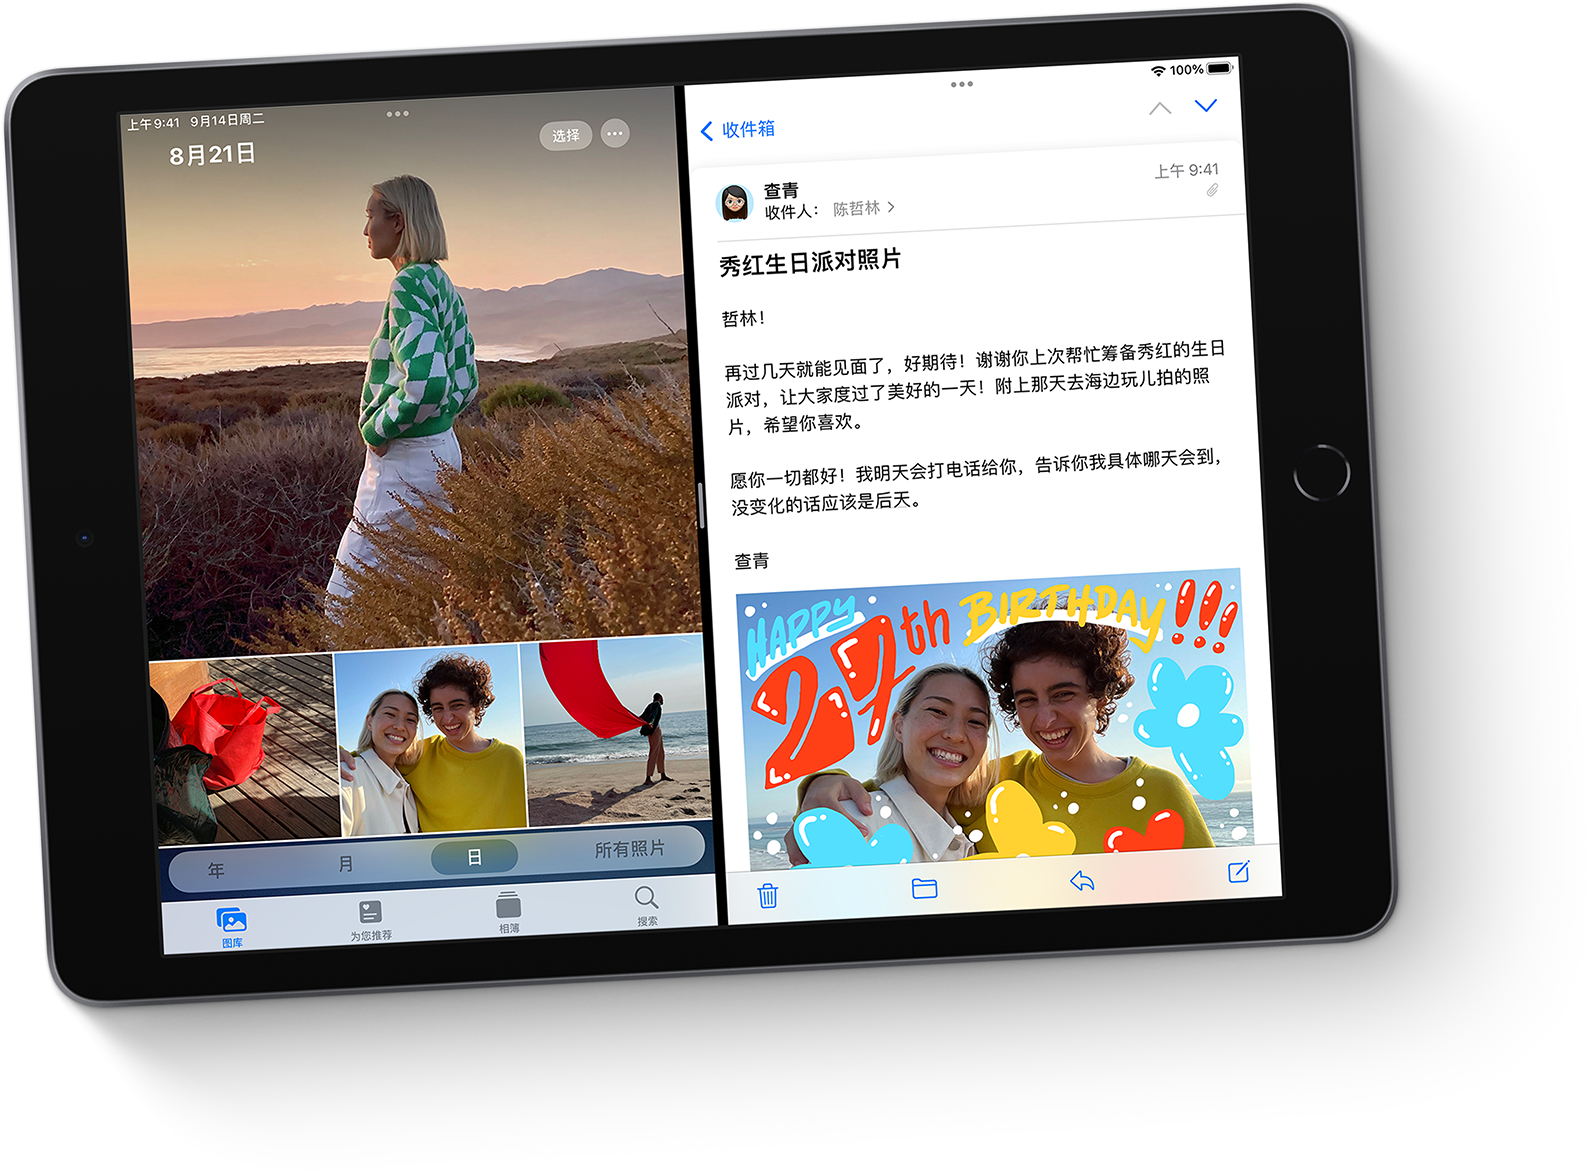 上午9:41 9月14日周二
8月21日
选择
年
月
日
所有照片
图库
为您推荐
相簿
搜索
100%
收件箱
查青
上午 9:41
收件人： 陈哲林
秀红生日派对照片
哲林！
再过几天就能见面了，好期待！谢谢你上次帮忙筹备秀红的生日
派对，让大家度过了美好的一天！附上那天去海边玩儿拍的照
片，希望你喜欢。
愿你一切都好！我明天会打电话给你，告诉你我具体哪天会到，
没变化的话应该是后天。
查青
HAPPY
27th BIRTHDAY!!!